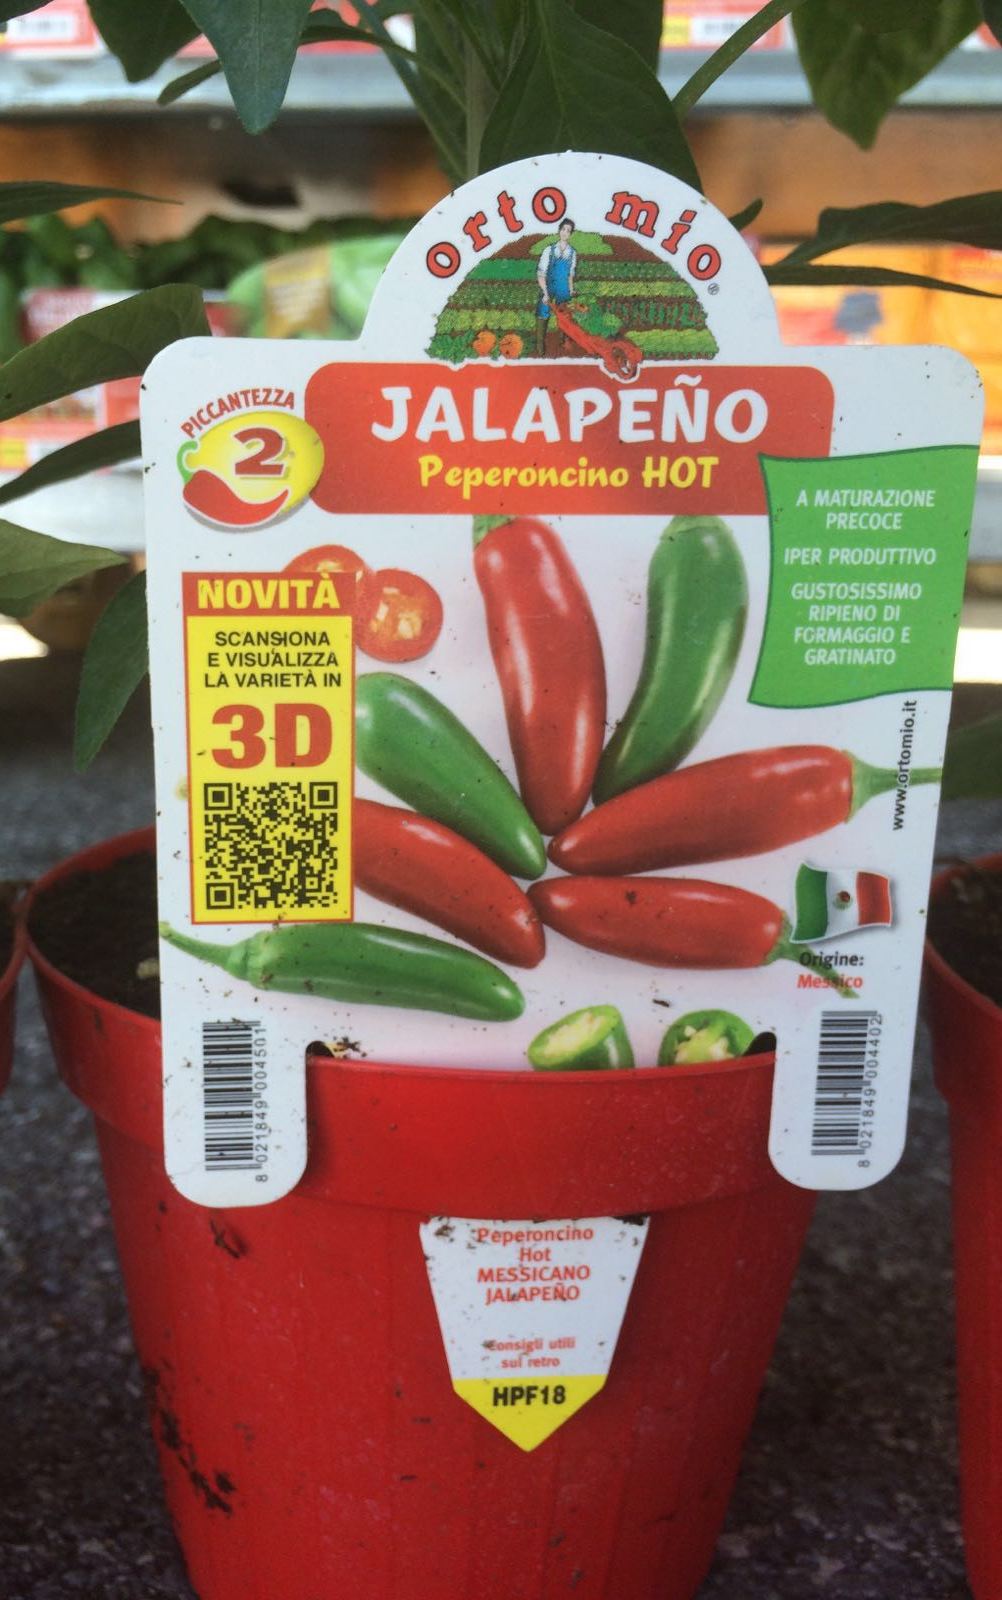 orto mio
®
JALAPEÑO
Peperoncino HOT
PICCANTEZZA
2
A MATURAZIONE
PRECOCE
IPER PRODUTTIVO
GUSTOSISSIMO
RIPIENO DI
FORMAGGIO E
GRATINATO
NOVITÀ
SCANSIONA
E VISUALIZZA
LA VARIETÀ IN
3D
www.ortomio.it
Origine:
Messico
8 021849 004501
8 021849 004402
Peperoncino
Hot
MESSICANO
JALAPEÑO
Consigli utili
sul retro
HPF18